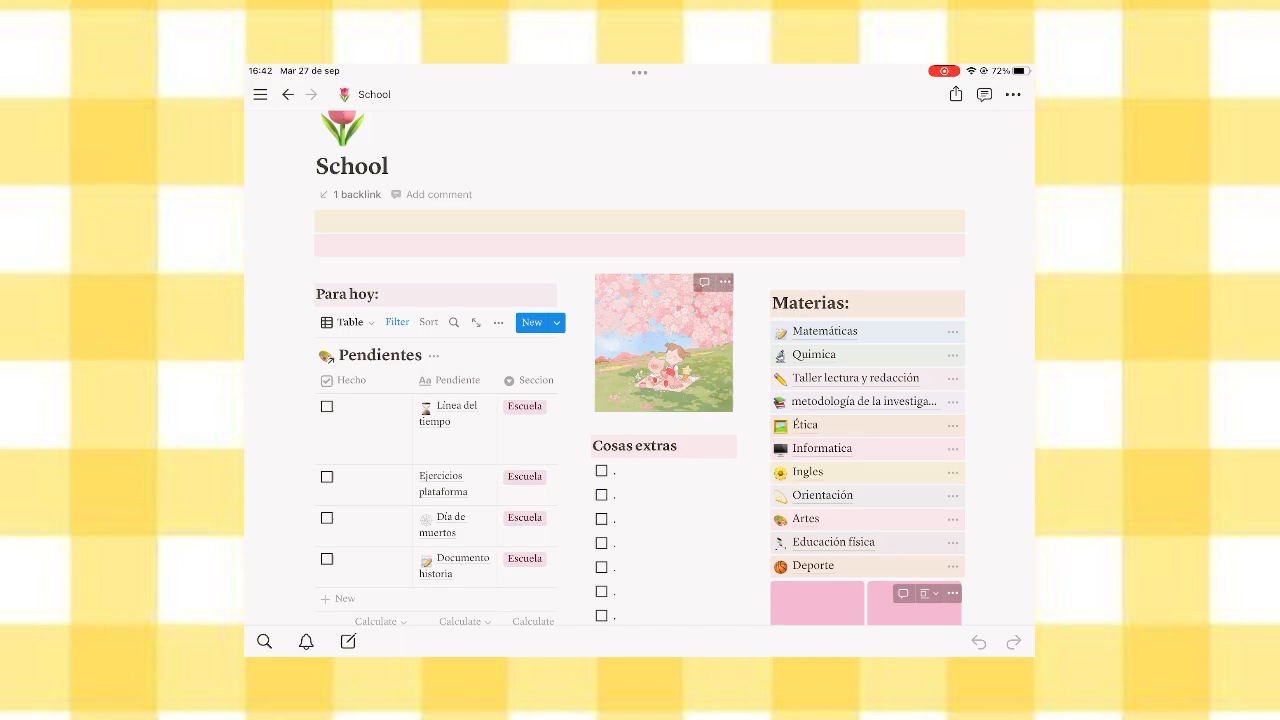 16:42 Mar 27 de sep
72%
School
School
1 backlink Add comment
Para hoy:
Table Filter Sort New
Pendientes
Hecho Aa Pendiente Seccion
Línea del tiempo Escuela
Ejercicios plataforma Escuela
Día de muertos Escuela
Documento historia Escuela
+ New
Calculate Calculate Calculate
Cosas extras
.
.
.
.
.
.
.
Materias:
Matemáticas
Quimica
Taller lectura y redacción
metodología de la investiga...
Ética
Informatica
Ingles
Orientación
Artes
Educación física
Deporte